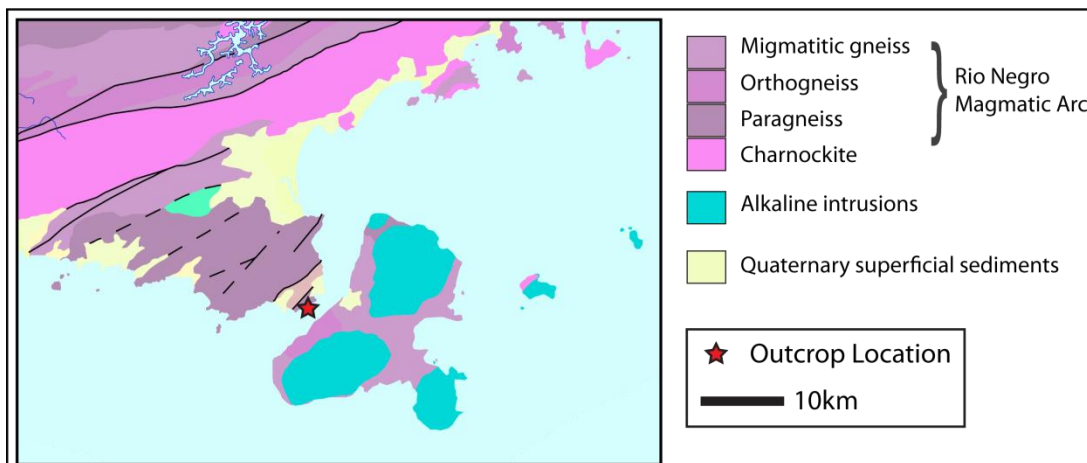 Migmatitic gneiss
Orthogneiss
Paragneiss
Charnockite
Rio Negro
Magmatic Arc
Alkaline intrusions
Quaternary superficial sediments
Outcrop Location
10km